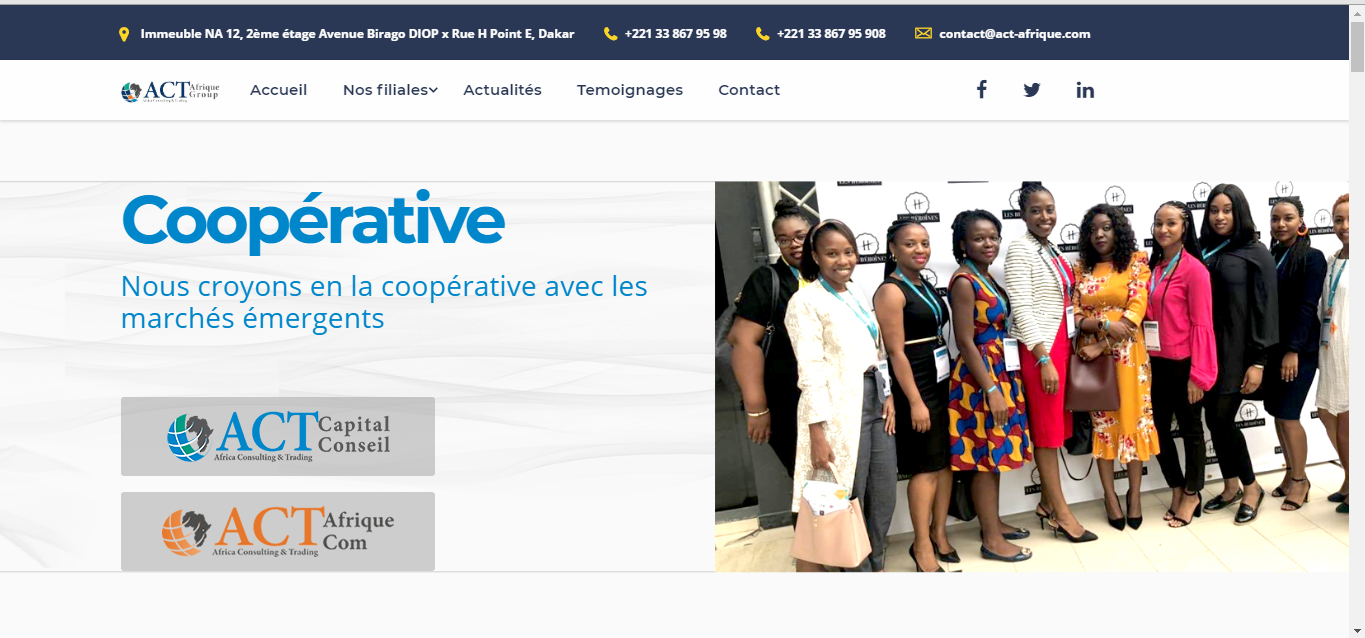 Immeuble NA 12, 2ème étage Avenue Birago DIOP x Rue H Point E, Dakar
+221 33 867 95 98
+221 33 867 95 908
contact@act-afrique.com
ACT Afrique
Group
Accueil
Nos filiales
Actualités
Temoignages
Contact
Coopérative
Nous croyons en la coopérative avec les
marchés émergents
ACT Capital
Conseil
Africa Consulting & Trading
ACT Afrique
Com
Africa Consulting & Trading
H
LES HÉROÏNES